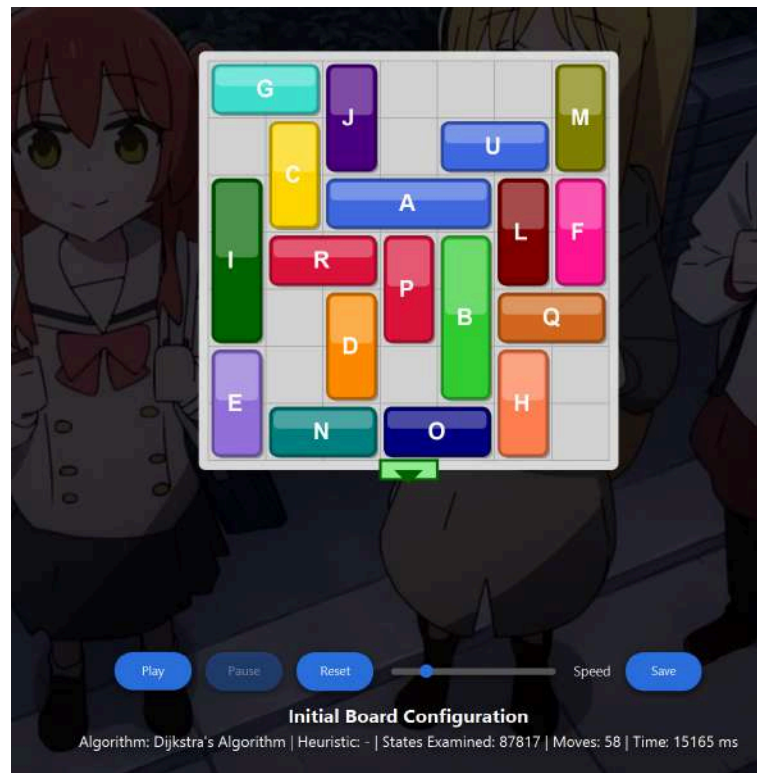 G
J
M
C
U
I
A
L
F
R
P
B
D
Q
E
H
N
O
Play Pause Reset Speed Save
Initial Board Configuration
Algorithm: Dijkstra's Algorithm | Heuristic: - | States Examined: 87817 | Moves: 58 | Time: 15165 ms